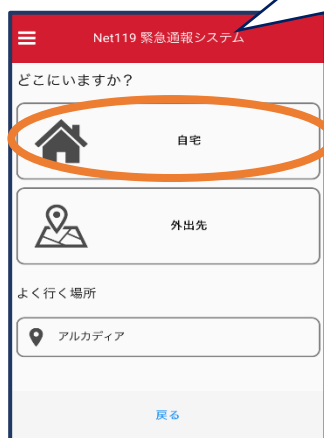 Net119 緊急通報システム
どこにいますか？
自宅
外出先
よく行く場所
アルカディア
戻る